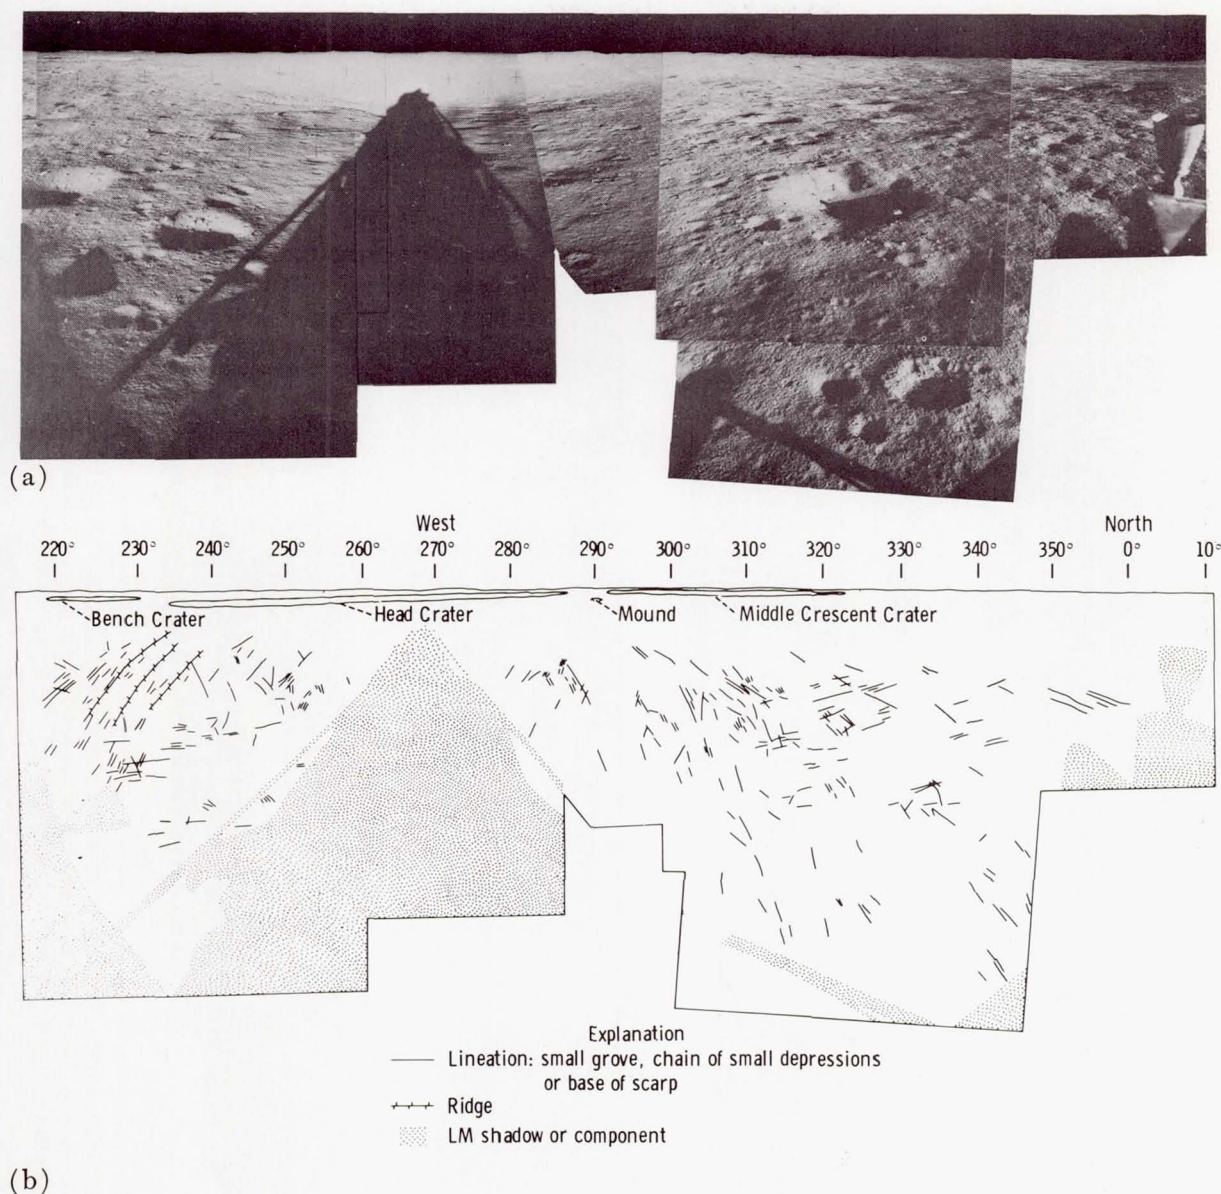 (a)
West North
220° 230° 240° 250° 260° 270° 280° 290° 300° 310° 320° 330° 340° 350° 0° 10°
Bench Crater Head Crater Mound Middle Crescent Crater
Explanation
Lineation: small grove, chain of small depressions
or base of scarp
Ridge
LM shadow or component
(b)